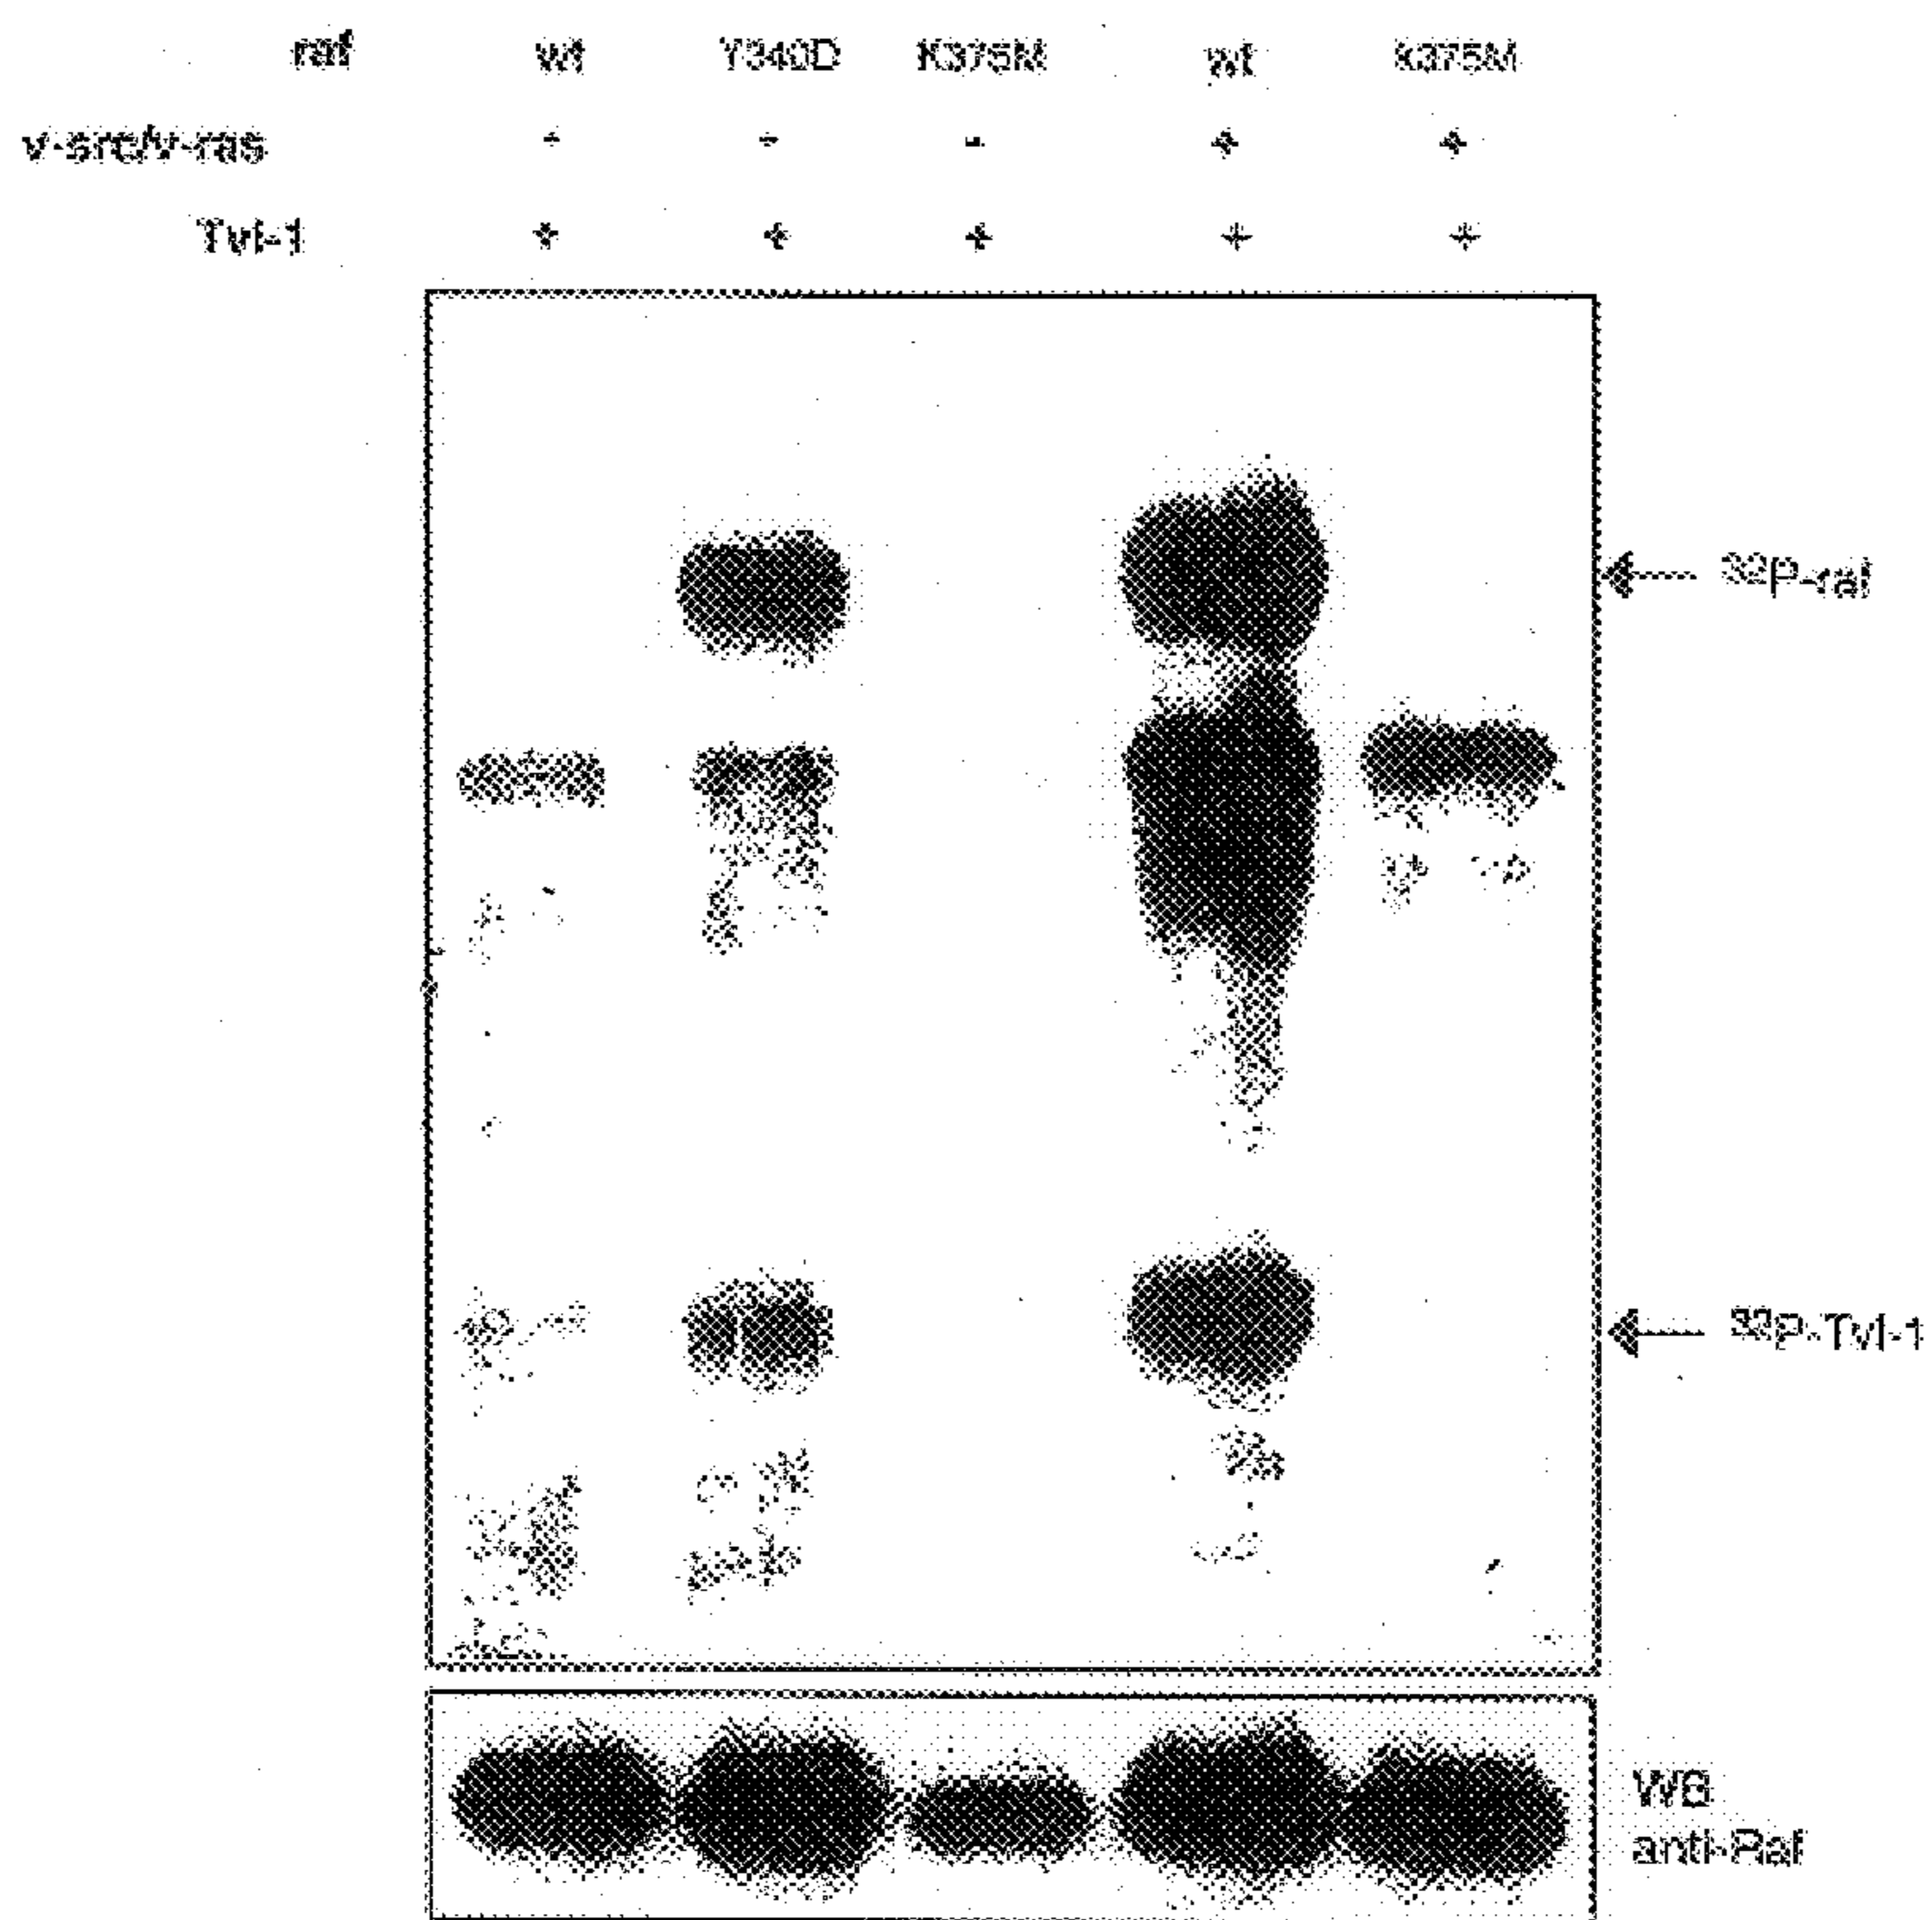 raf wt Y340D K375M wt K375M
v-src/v-ras - - - + +
Tvl-1 + + + + +
32P-raf
32P-Tvl-1
WB
anti-Raf